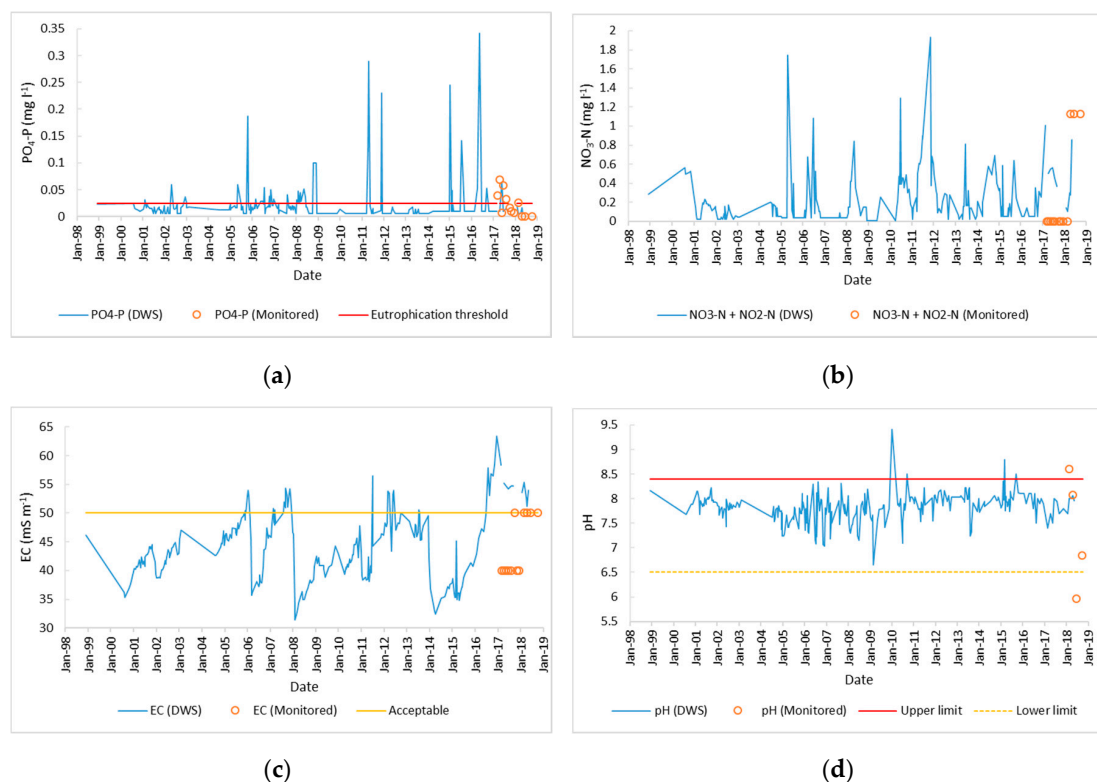 0.35
0.3
0.25
0.2
0.15
0.1
0.05
0
PO₄-P (mg l⁻¹)
Jan-98
Jan-99
Jan-00
Jan-01
Jan-02
Jan-03
Jan-04
Jan-05
Jan-06
Jan-07
Jan-08
Jan-09
Jan-10
Jan-11
Jan-12
Jan-13
Jan-14
Jan-15
Jan-16
Jan-17
Jan-18
Jan-19
Date
PO4-P (DWS) PO4-P (Monitored) Eutrophication threshold
(a)
2
1.8
1.6
1.4
1.2
1
0.8
0.6
0.4
0.2
0
NO₃-N (mg l⁻¹)
Jan-98
Jan-99
Jan-00
Jan-01
Jan-02
Jan-03
Jan-04
Jan-05
Jan-06
Jan-07
Jan-08
Jan-09
Jan-10
Jan-11
Jan-12
Jan-13
Jan-14
Jan-15
Jan-16
Jan-17
Jan-18
Jan-19
Date
NO3-N + NO2-N (DWS) NO3-N + NO2-N (Monitored)
(b)
65
60
55
50
45
40
35
30
EC (mS m⁻¹)
Jan-98
Jan-99
Jan-00
Jan-01
Jan-02
Jan-03
Jan-04
Jan-05
Jan-06
Jan-07
Jan-08
Jan-09
Jan-10
Jan-11
Jan-12
Jan-13
Jan-14
Jan-15
Jan-16
Jan-17
Jan-18
Jan-19
Date
EC (DWS) EC (Monitored) Acceptable
(c)
9.5
9
8.5
8
7.5
7
6.5
6
5.5
pH
Jan-98
Jan-99
Jan-00
Jan-01
Jan-02
Jan-03
Jan-04
Jan-05
Jan-06
Jan-07
Jan-08
Jan-09
Jan-10
Jan-11
Jan-12
Jan-13
Jan-14
Jan-15
Jan-16
Jan-17
Jan-18
Jan-19
Date
pH (DWS) pH (Monitored) Upper limit Lower limit
(d)